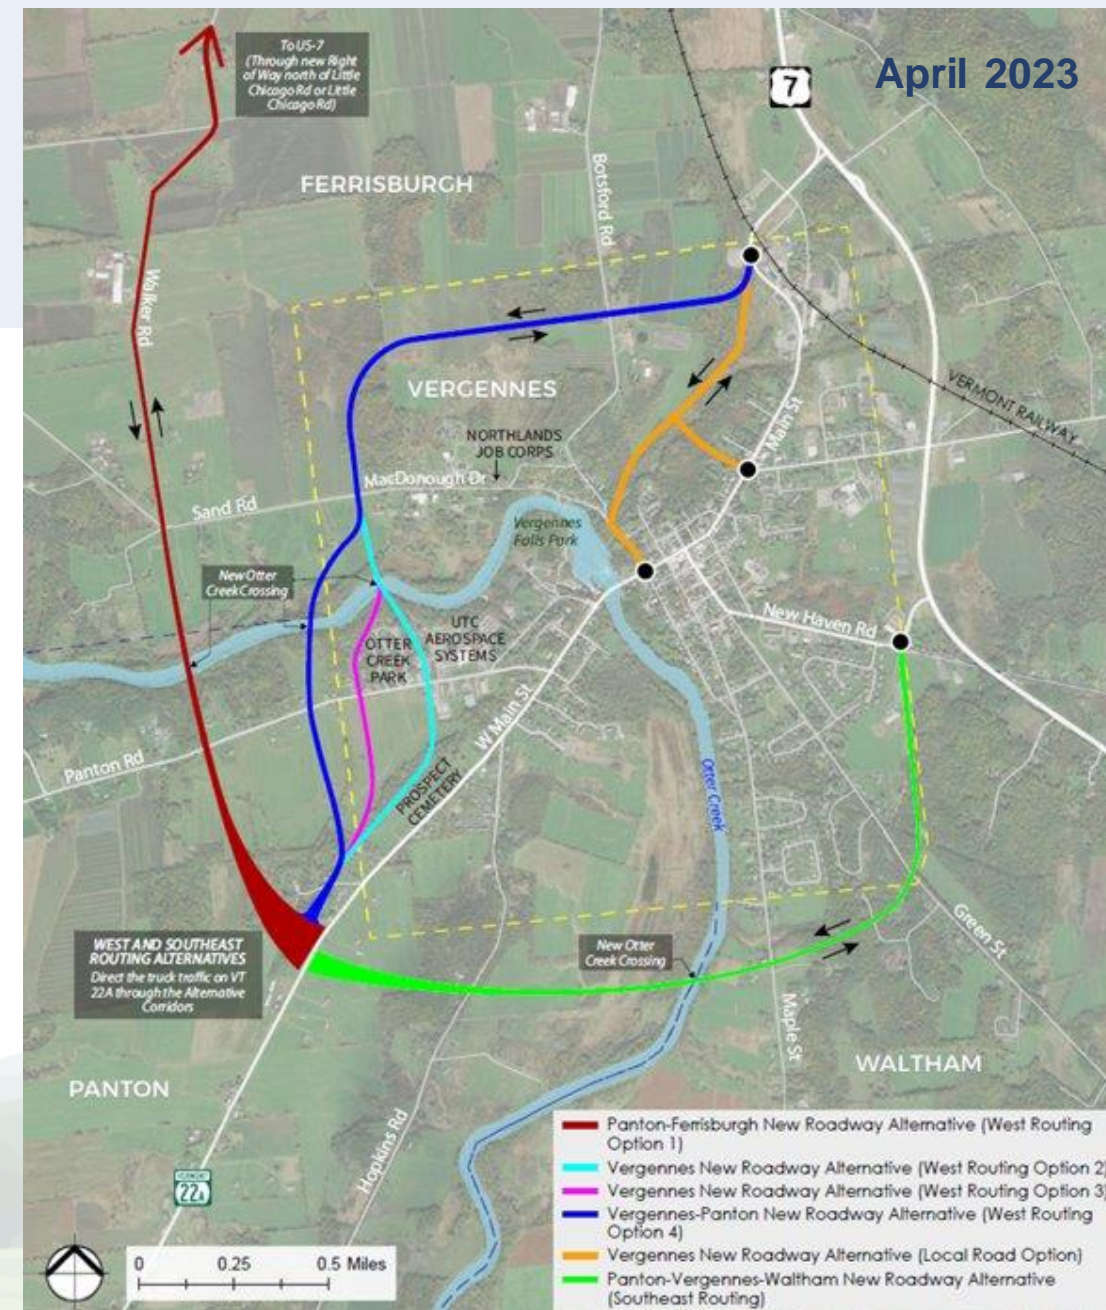 April 2023
To US-7
(Through new Right
of Way north of Little
Chicago Rd or Little
Chicago Rd)
7
FERRISBURGH
Botsford Rd
Walker Rd
VERGENNES
VERMONT RAILWAY
Main St
NORTHLANDS
JOB CORPS
MacDonough Dr
Sand Rd
Vergennes
Falls Park
New Otter
Creek Crossing
New Haven Rd
UTC
AEROSPACE
SYSTEMS
OTTER
CREEK
PARK
W Main St
Panton Rd
PROSPECT
CEMETERY
Otter Creek
Green St
WEST AND SOUTHEAST
ROUTING ALTERNATIVES
Direct the truck traffic on VT
22A through the Alternative
Corridors
New Otter
Creek Crossing
Maple St
WALTHAM
PANTON
Hopkins Rd
VERMONT
22A
0 0.25 0.5 Miles
Panton-Ferrisburgh New Roadway Alternative (West Routing
Option 1)
Vergennes New Roadway Alternative (West Routing Option 2)
Vergennes New Roadway Alternative (West Routing Option 3)
Vergennes-Panton New Roadway Alternative (West Routing
Option 4)
Vergennes New Roadway Alternative (Local Road Option)
Panton-Vergennes-Waltham New Roadway Alternative
(Southeast Routing)